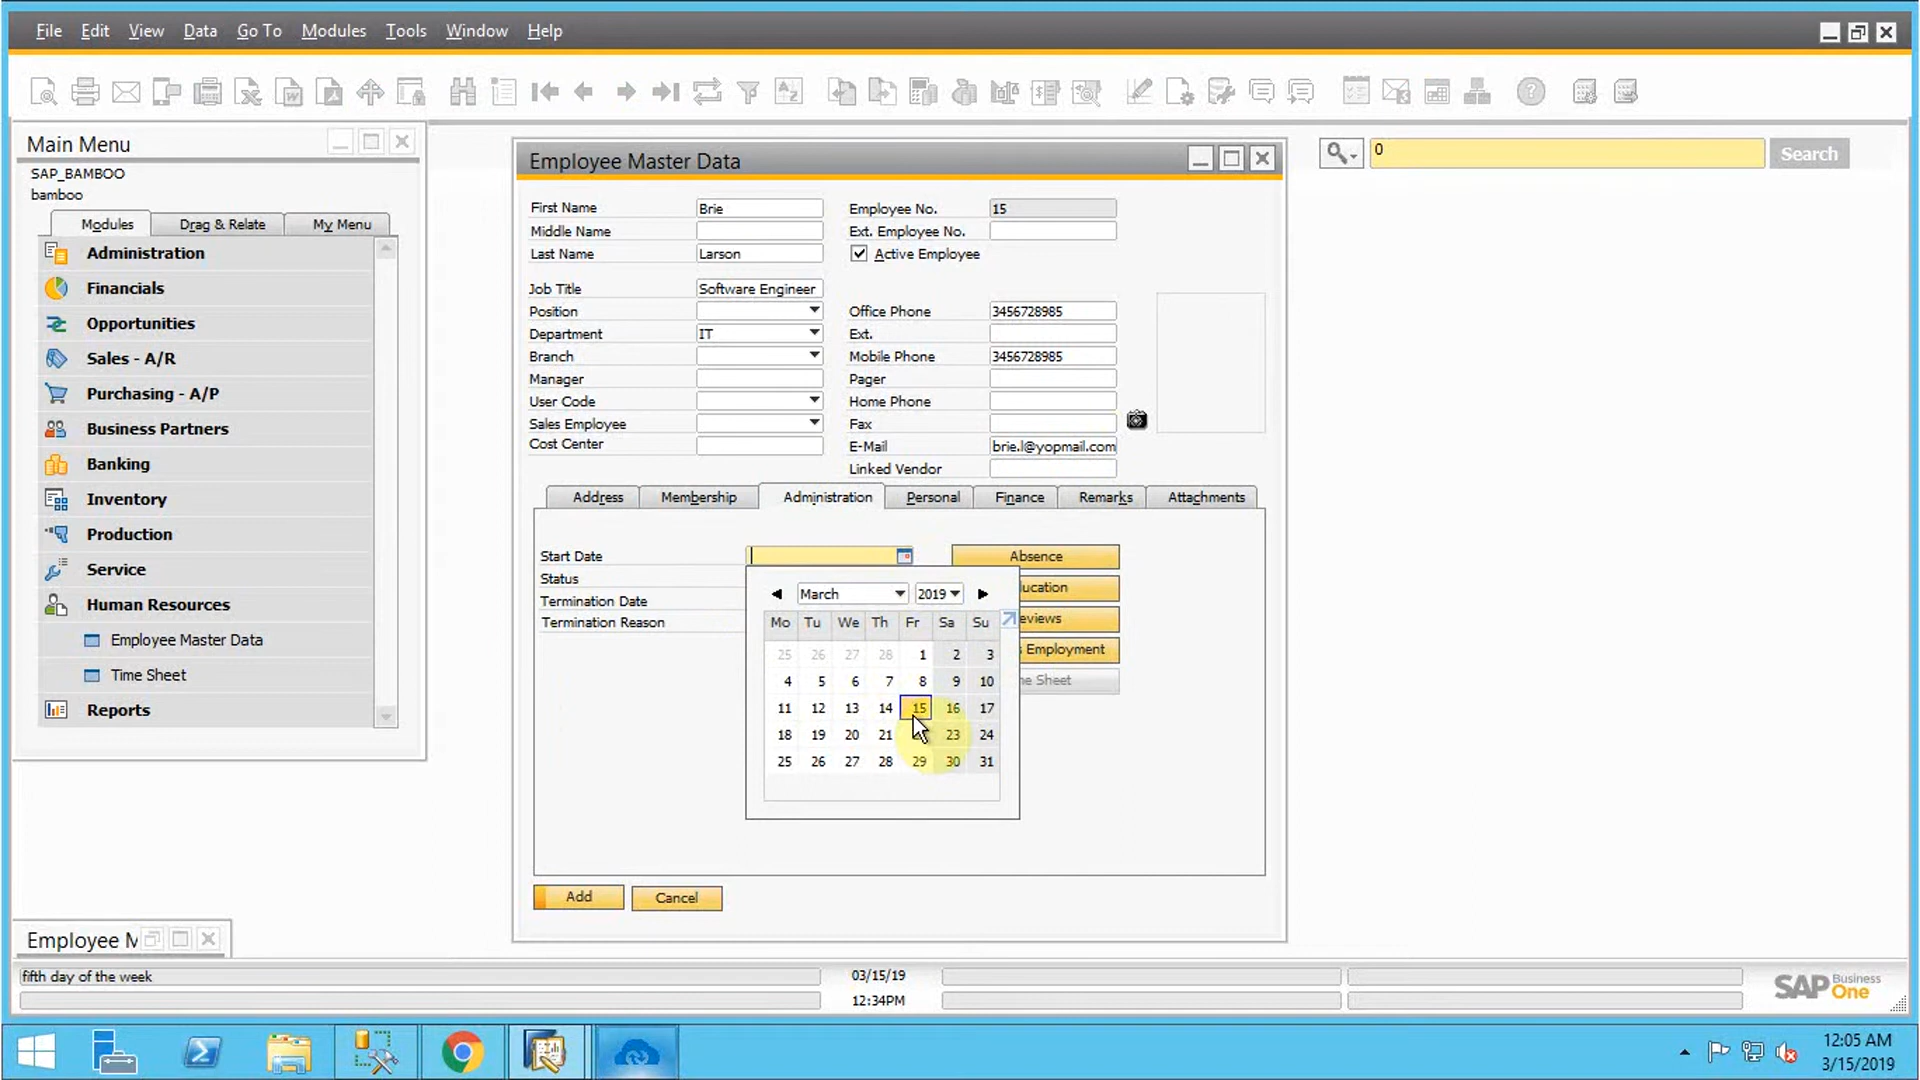 File Edit View Data Go To Modules Tools Window Help
Main Menu
SAP_BAMBOO
bamboo
Modules Drag & Relate My Menu
Administration
Financials
Opportunities
Sales - A/R
Purchasing - A/P
Business Partners
Banking
Inventory
Production
Service
Human Resources
Employee Master Data
Time Sheet
Reports
Employee Master Data
First Name Brie Employee No. 15
Middle Name Ext. Employee No.
Last Name Larson Active Employee
Job Title Software Engineer
Position Office Phone 3456728985
Department IT Ext.
Branch Mobile Phone 3456728985
Manager Pager
User Code Home Phone
Sales Employee Fax
Cost Center E-Mail brie.l@yopmail.com
Linked Vendor
Address Membership Administration Personal Finance Remarks Attachments
Start Date Absence
Status ucation
Termination Date eviews
Termination Reason s Employment
ne Sheet
March 2019
Mo Tu We Th Fr Sa Su
25 26 27 28 1 2 3
4 5 6 7 8 9 10
11 12 13 14 15 16 17
18 19 20 21 23 24
25 26 27 28 29 30 31
Add Cancel
0 Search
Employee M
fifth day of the week 03/15/19
12:34PM
SAP Business One
12:05 AM
3/15/2019